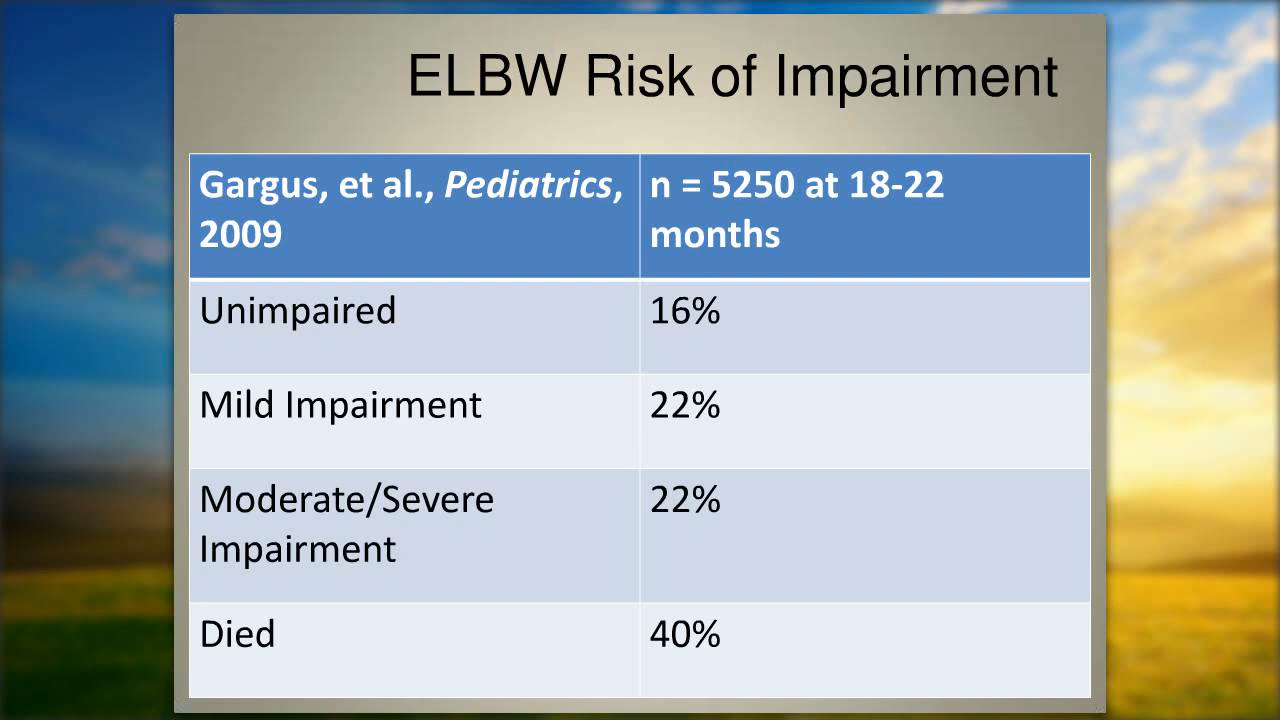 ELBW Risk of Impairment
Gargus, et al., Pediatrics,
2009
n = 5250 at 18-22
months
Unimpaired
16%
Mild Impairment
22%
Moderate/Severe
Impairment
22%
Died
40%